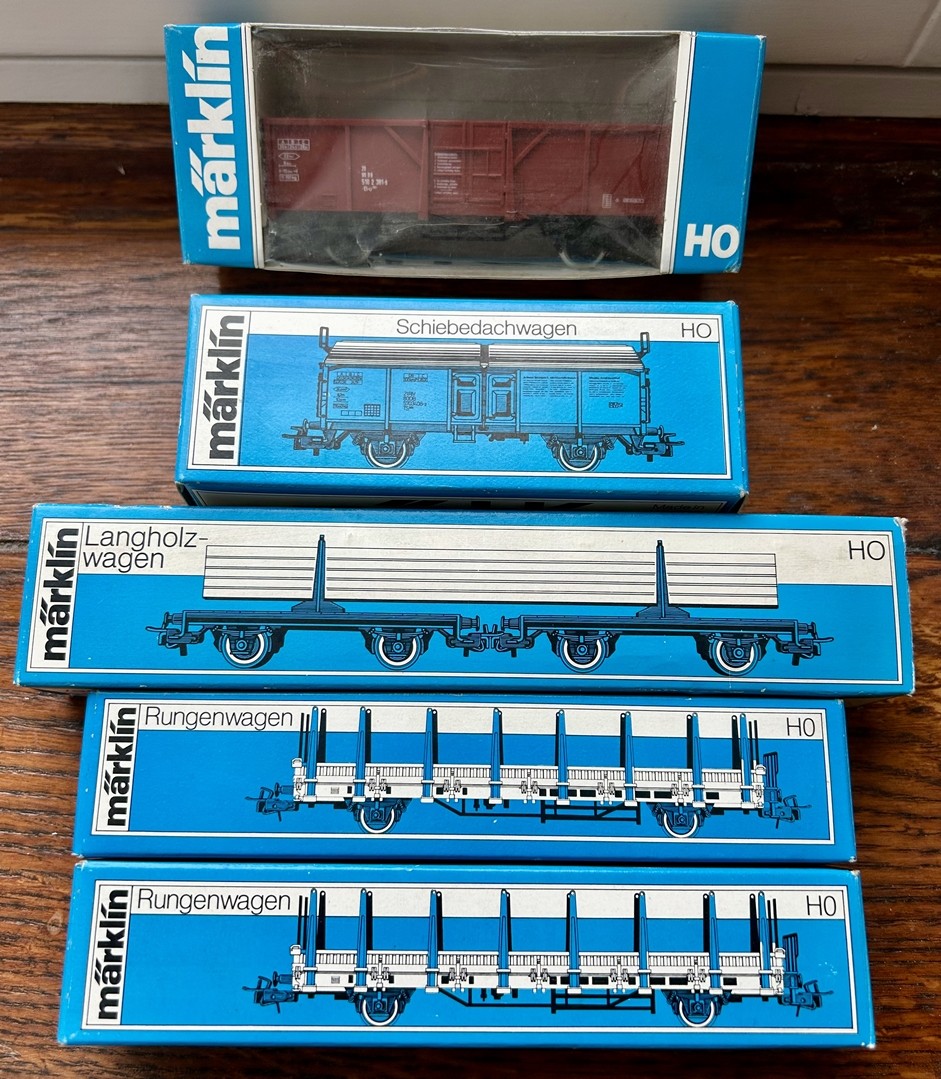 märklin
HO
Schiebedachwagen
HO
märklin
Langholz-
wagen
HO
märklin
Rungenwagen
H0
märklin
Rungenwagen
H0
märklin